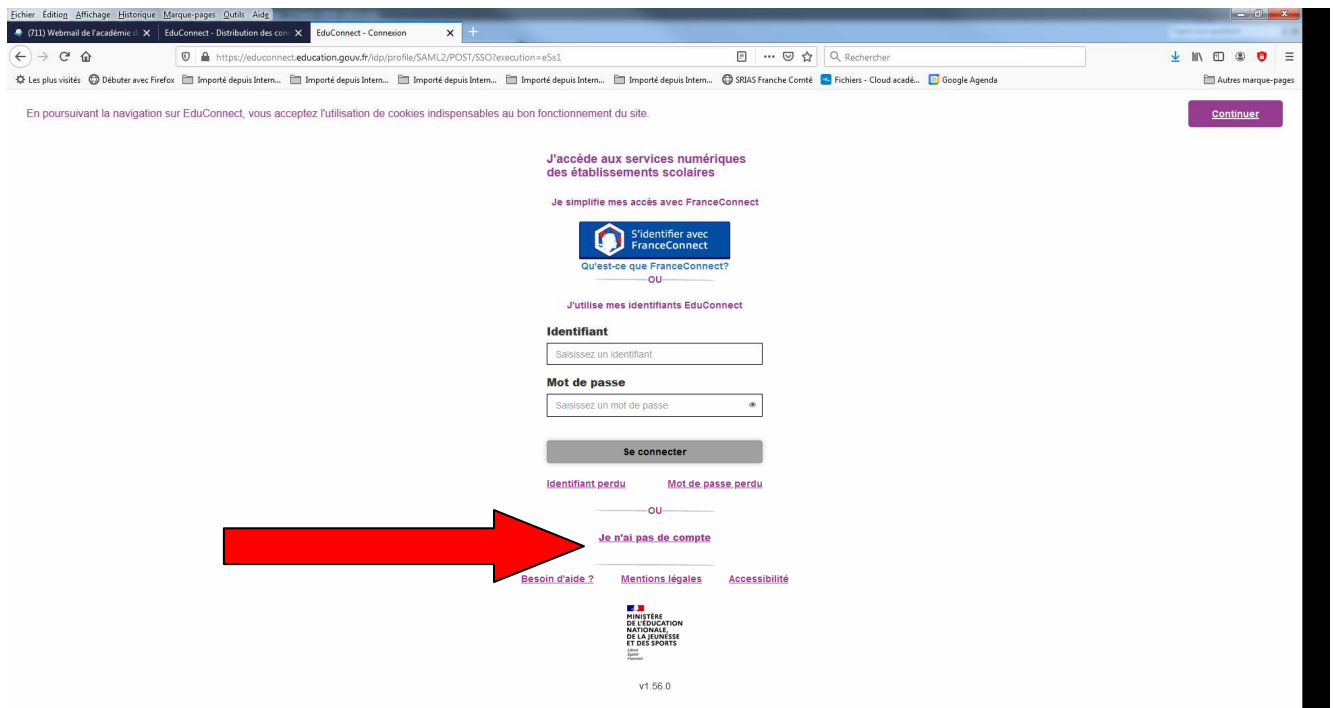 Fichier Édition Affichage Historique Marque-pages Outils Aide
(711) Webmail de l'académie d EduConnect - Distribution des com EduConnect - Connexion
https://educonnect.education.gouv.fr/idp/profile/SAML2/POST/SSO?execution=e5s1 Rechercher
Les plus visités Débuter avec Firefox Importé depuis Intern... Importé depuis Intern... Importé depuis Intern... Importé depuis Intern... Importé depuis Intern... SRIAS Franche Comté Fichiers - Cloud acadé... Google Agenda Autres marque-pages
En poursuivant la navigation sur EduConnect, vous acceptez l'utilisation de cookies indispensables au bon fonctionnement du site. Continuer
J'accède aux services numériques
des établissements scolaires
Je simplifie mes accès avec FranceConnect
S'identifier avec
FranceConnect
Qu'est-ce que FranceConnect?
OU
J'utilise mes identifiants EduConnect
Identifiant
Saisissez un identifiant
Mot de passe
Saisissez un mot de passe
Se connecter
Identifiant perdu Mot de passe perdu
OU
Je n'ai pas de compte
Besoin d'aide ? Mentions légales Accessibilité
MINISTÈRE
DE L'ÉDUCATION
NATIONALE,
DE LA JEUNESSE
ET DES SPORTS
Liberté
Égalité
Fraternité
v1.56.0